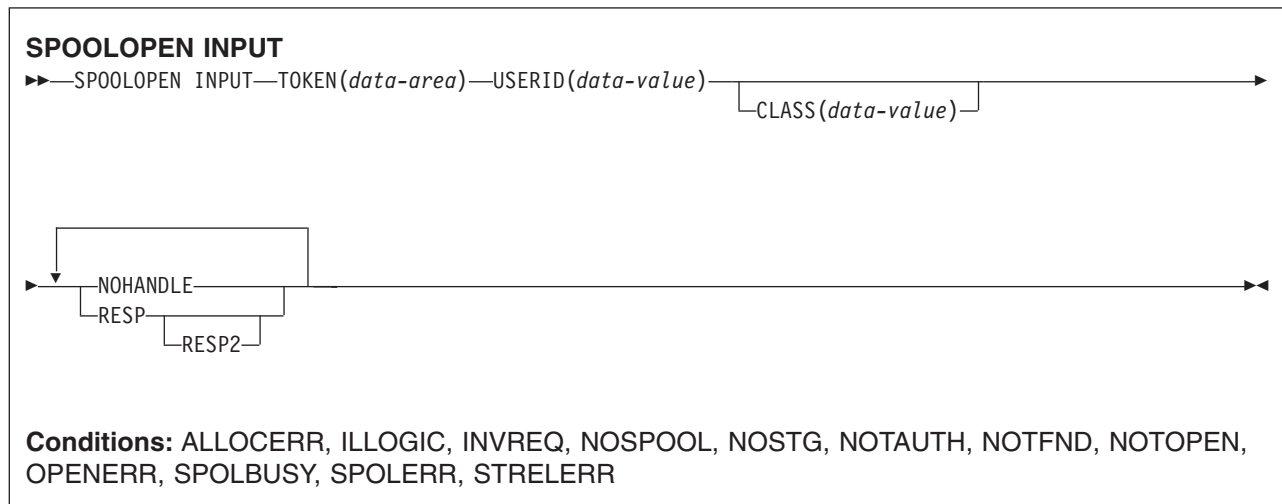 SPOOLOPEN INPUT
SPOOLOPEN INPUT TOKEN(data-area) USERID(data-value)
CLASS(data-value)
NOHANDLE
RESP
RESP2
Conditions: ALLOCERR, ILLOGIC, INVREQ, NOSPOOL, NOSTG, NOTAUTH, NOTFND, NOTOPEN,
OPENERR, SPOLBUSY, SPOLERR, STRELERR